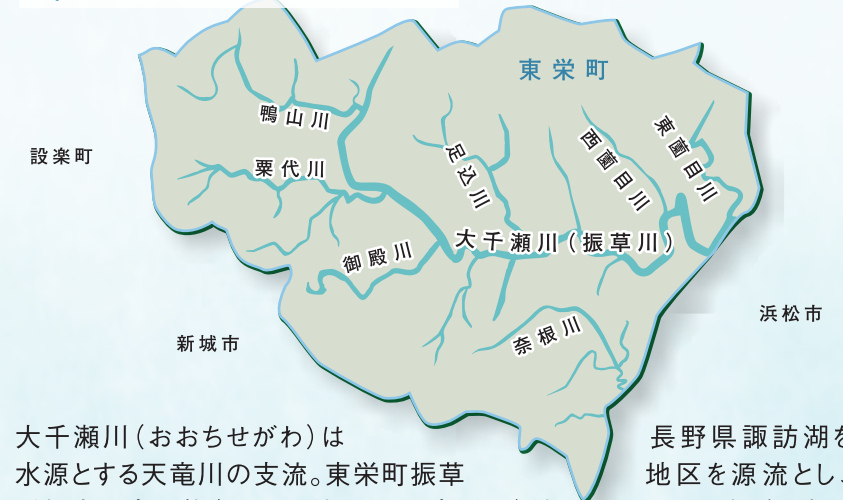 東栄町
設楽町
鴨山川
粟代川
足込川
西薗目川
東薗目川
大千瀬川（振草川）
御殿川
奈根川
浜松市
新城市
大千瀬川（おおちせがわ）は
水源とする天竜川の支流。東栄町振草
長野県諏訪湖を
地区を源流とし、